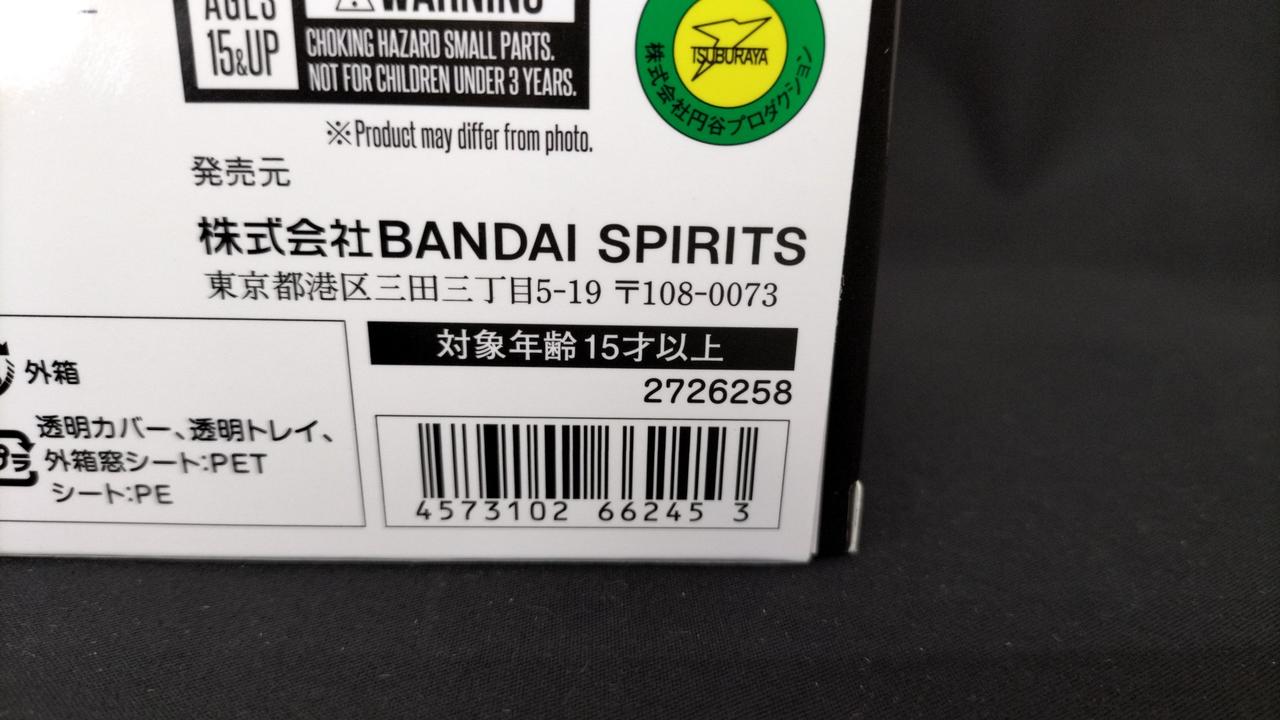 AGES
15&UP
⚠WARNING
CHOKING HAZARD SMALL PARTS.
NOT FOR CHILDREN UNDER 3 YEARS.
※Product may differ from photo.
TSUBURAYA
株式会社円谷プロダクション
発売元
株式会社BANDAI SPIRITS
東京都港区三田三丁目5-19 〒108-0073
対象年齢15才以上
2726258
外箱
プラ
透明カバー、透明トレイ、
外箱窓シート:PET
シート:PE
4573102 66245 3